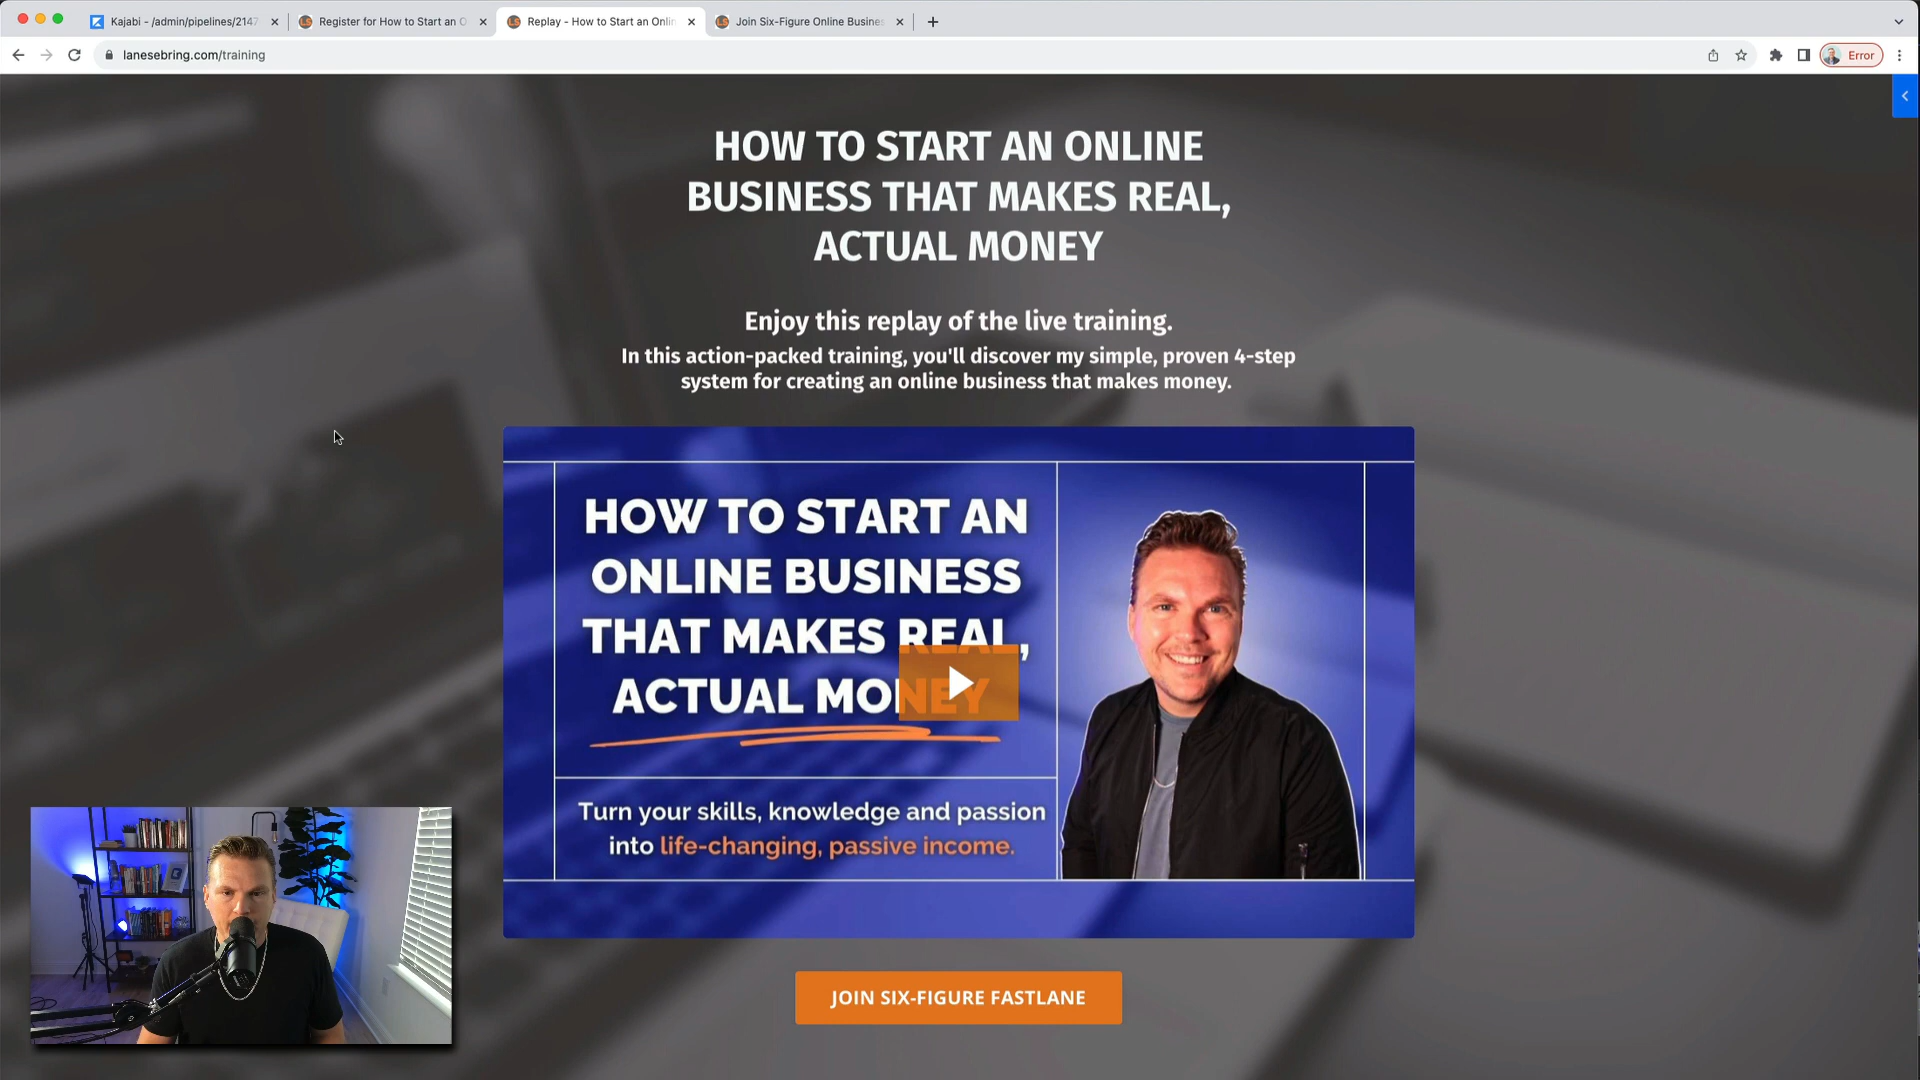 Kajabi - /admin/pipelines/2147
Register for How to Start an O
Replay - How to Start an Onlin
Join Six-Figure Online Busines
lanesebring.com/training
Error
HOW TO START AN ONLINE
BUSINESS THAT MAKES REAL,
ACTUAL MONEY
Enjoy this replay of the live training.
In this action-packed training, you'll discover my simple, proven 4-step
system for creating an online business that makes money.
HOW TO START AN
ONLINE BUSINESS
THAT MAKES REAL,
ACTUAL MONEY
Turn your skills, knowledge and passion
into life-changing, passive income.
JOIN SIX-FIGURE FASTLANE